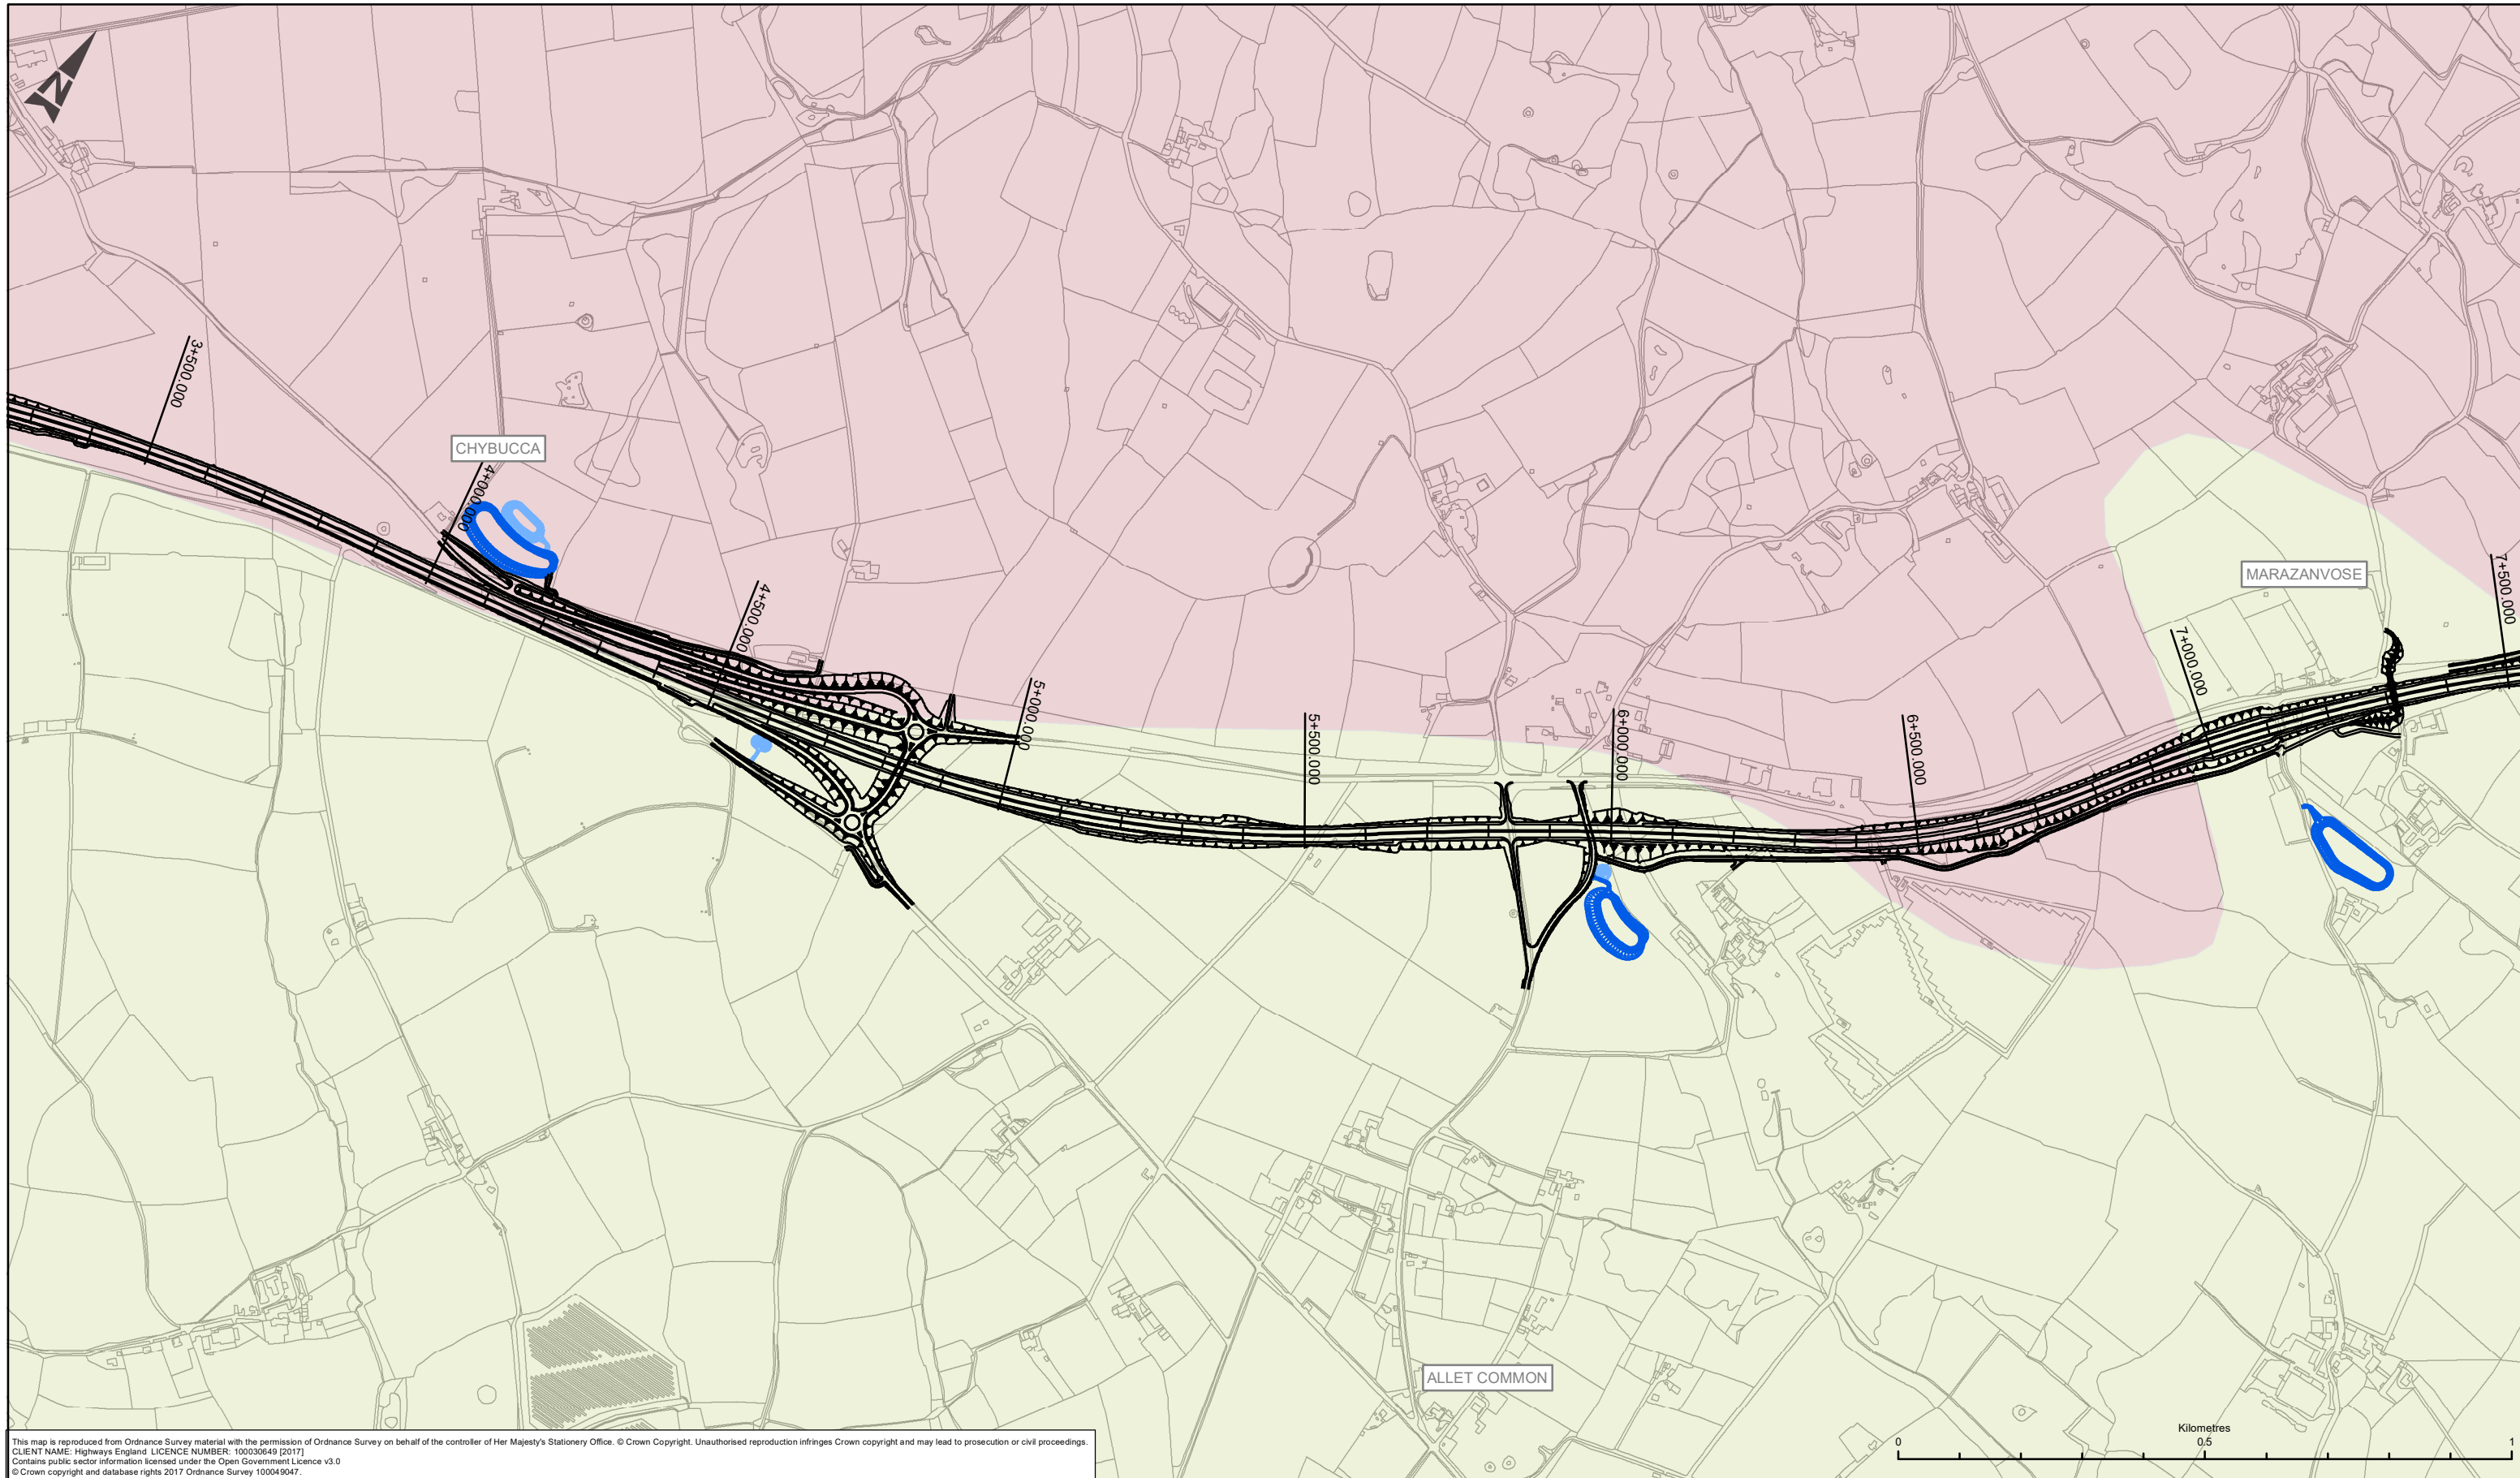 N
3+500.000
CHYBUCCA
4+000.000
4+500.000
5+000.000
5+500.000
6+000.000
6+500.000
7+000.000
MARAZANVOSE
7+500.000
ALLET COMMON
Kilometres
0 0.5 1
This map is reproduced from Ordnance Survey material with the permission of Ordnance Survey on behalf of the controller of Her Majesty's Stationery Office. © Crown Copyright. Unauthorised reproduction infringes Crown copyright and may lead to prosecution or civil proceedings.
CLIENT NAME: Highways England LICENCE NUMBER: 100030649 [2017]
Contains public sector information licensed under the Open Government Licence v3.0
© Crown copyright and database rights 2017 Ordnance Survey 100049047.